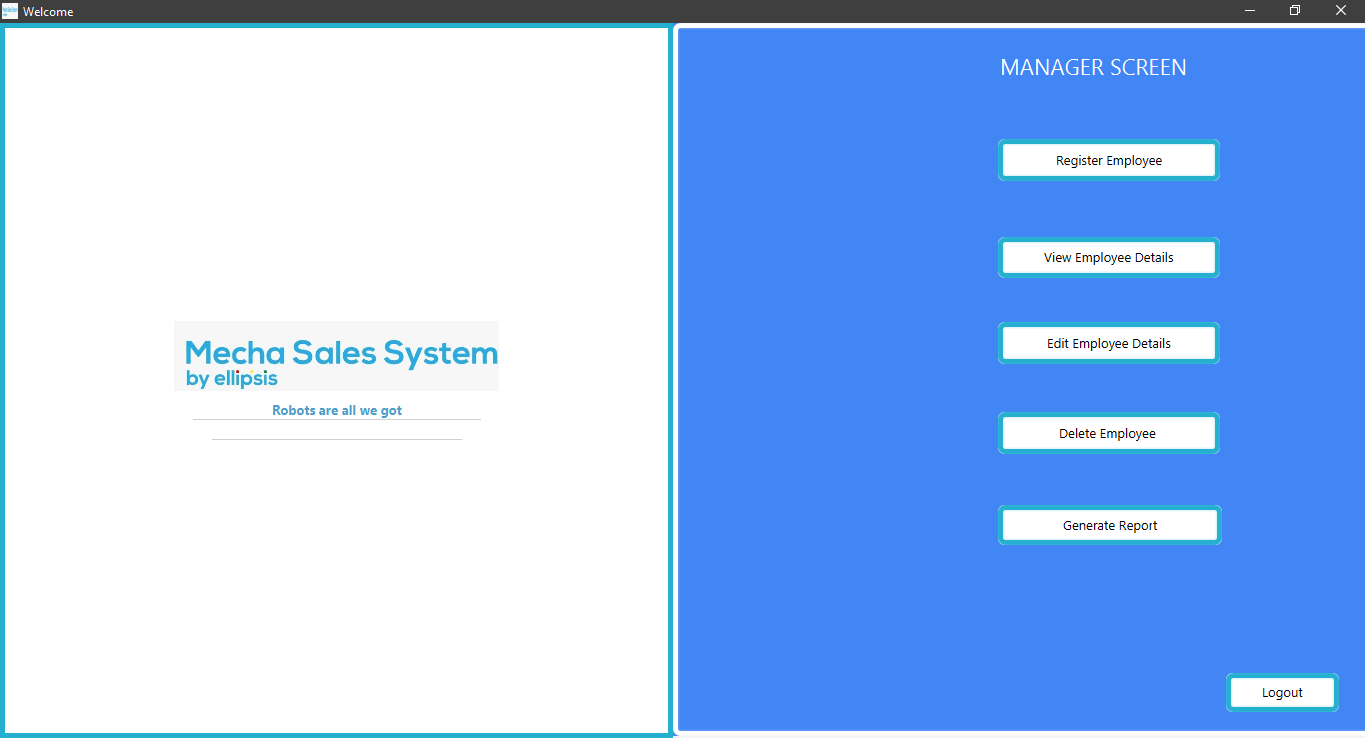 Welcome
Mecha Sales System
by ellipsis
Robots are all we got
MANAGER SCREEN
Register Employee
View Employee Details
Edit Employee Details
Delete Employee
Generate Report
Logout